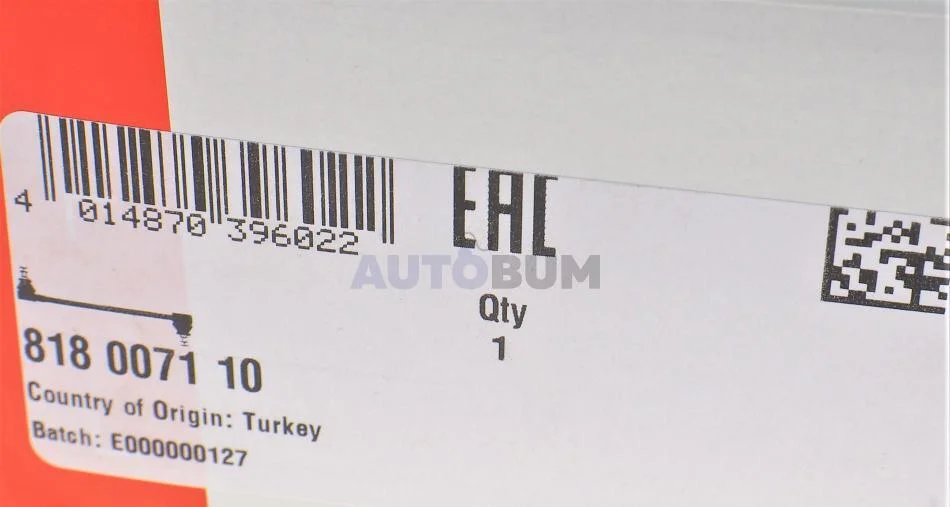 4 014870 396022
EAC
AUTOBUM
Qty
1
818 0071 10
Country of Origin: Turkey
Batch: E000000127